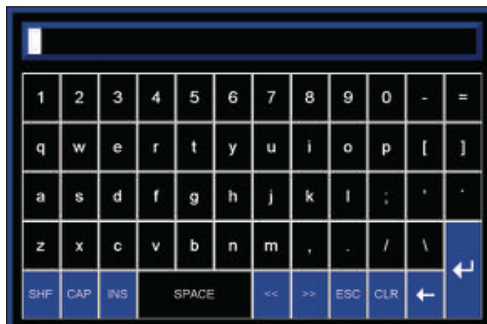 1 2 3 4 5 6 7 8 9 0 - =
q w e r t y u i o p [ ]
a s d f g h j k l ; '
z x c v b n m , . / \
SHF CAP INS SPACE << >> ESC CLR ←